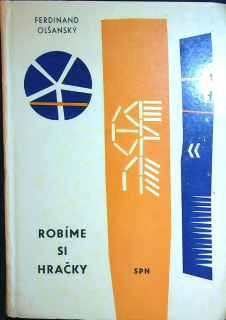 FERDINAND
OLŠANSKÝ
ROBÍME
SI
HRAČKY
SPN